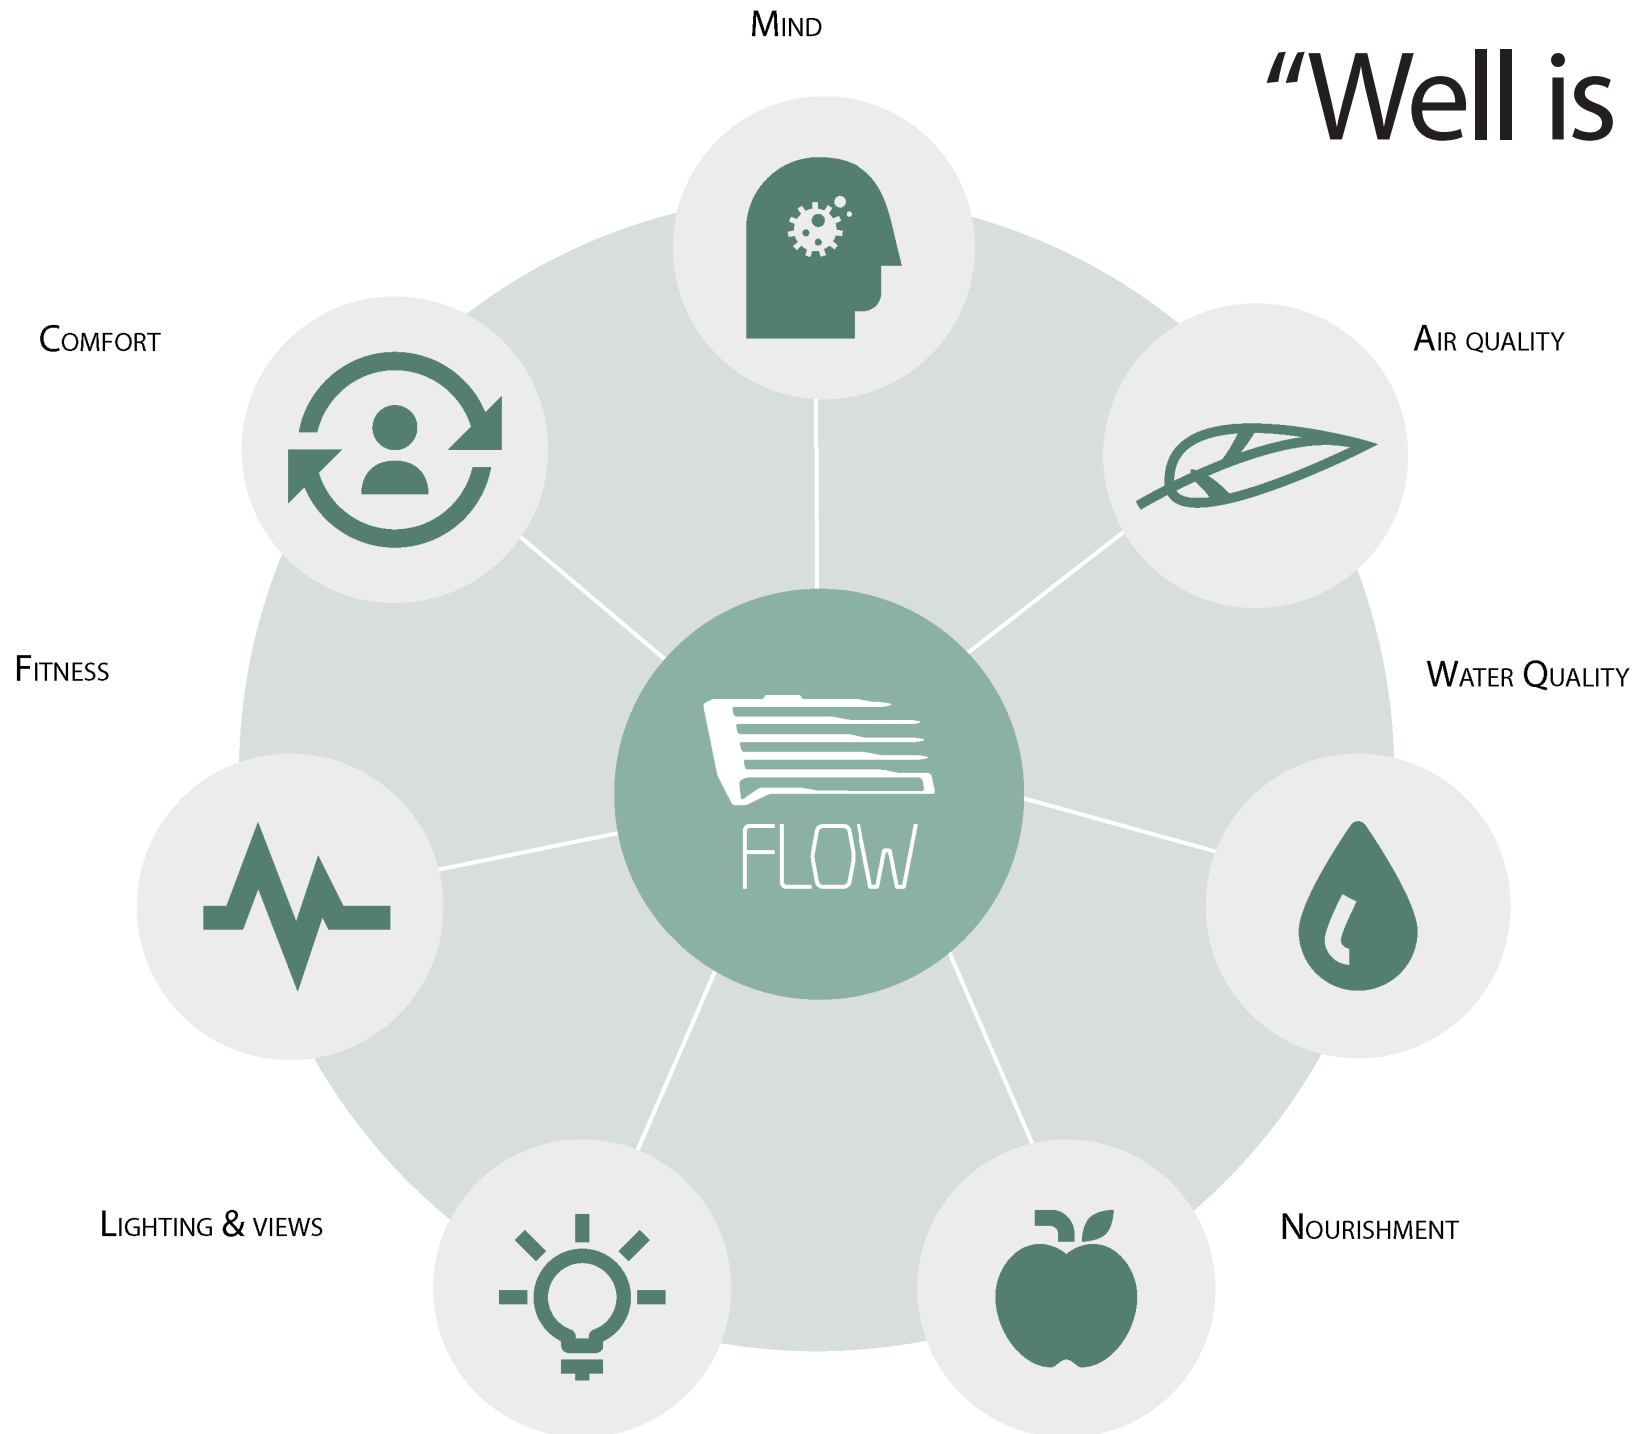 Mind
“Well is
Comfort
Air quality
Fitness
Water Quality
FLOW
Lighting & views
Nourishment